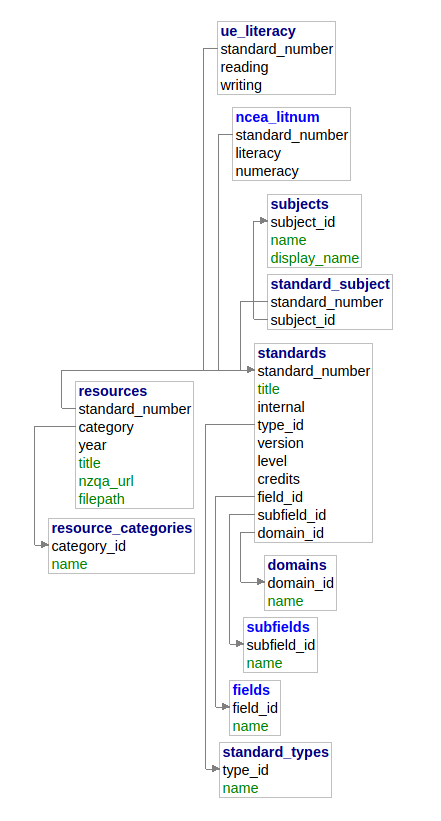 ue_literacy
standard_number
reading
writing
ncea_litnum
standard_number
literacy
numeracy
subjects
subject_id
name
display_name
standard_subject
standard_number
subject_id
standards
standard_number
title
internal
type_id
version
level
credits
field_id
subfield_id
domain_id
resources
standard_number
category
year
title
nzqa_url
filepath
resource_categories
category_id
name
domains
domain_id
name
subfields
subfield_id
name
fields
field_id
name
standard_types
type_id
name